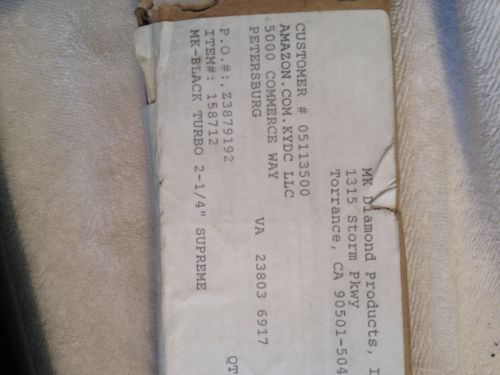 MK Diamond Products, I
1315 Storm Pkwy
Torrance, CA 90501-504
CUSTOMER # 05113500
AMAZON.COM.KYDC LLC
5000 COMMERCE WAY
PETERSBURG VA 23803 6917
P.O.#:.Z3879192
ITEM#: 158712
MK-BLACK TURBO 2-1/4" SUPREME
QT